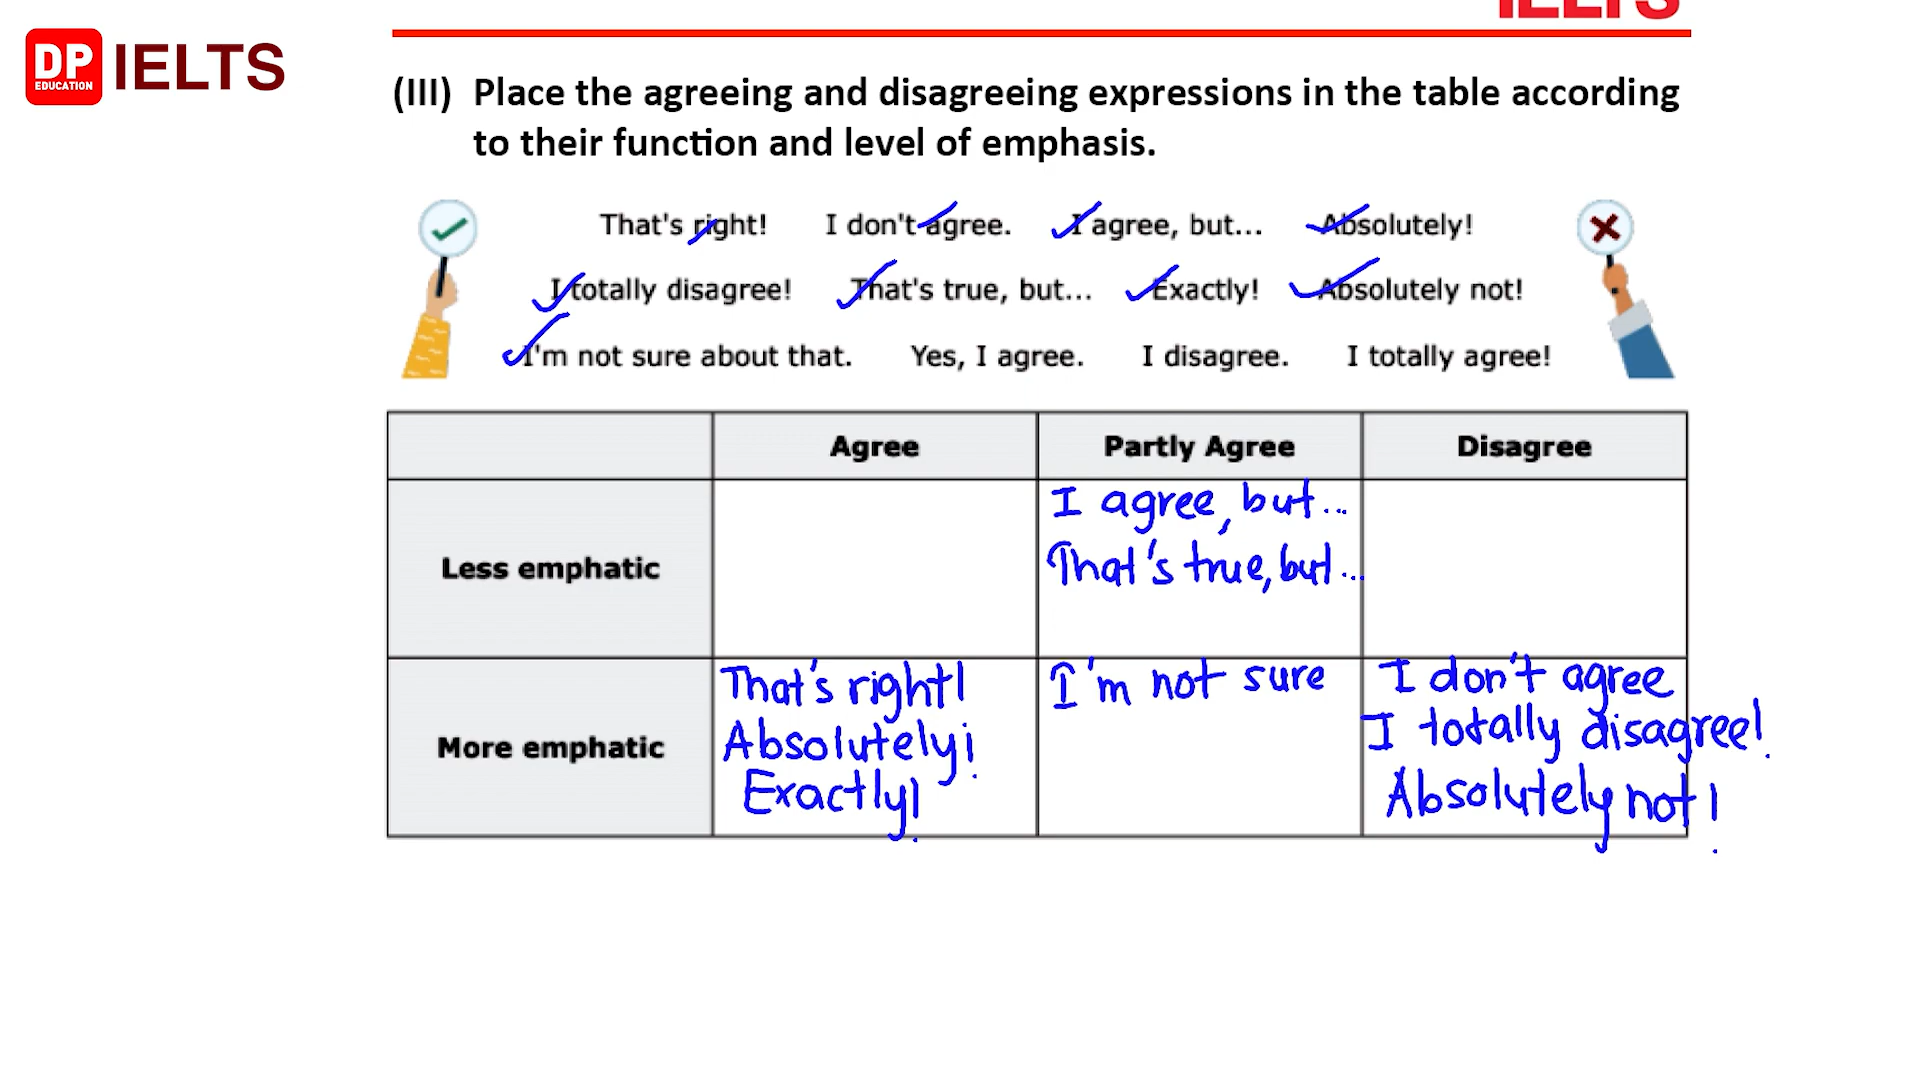 IELTS
DP
EDUCATION
IELTS
(III) Place the agreeing and disagreeing expressions in the table according
to their function and level of emphasis.
That's right! I don't agree. I agree, but... Absolutely!
I totally disagree! That's true, but... Exactly! Absolutely not!
I'm not sure about that. Yes, I agree. I disagree. I totally agree!
Agree Partly Agree Disagree
Less emphatic
I agree, but...
That's true, but...
More emphatic
That's right!
Absolutely!
Exactly!
I'm not sure
I don't agree
I totally disagree!
Absolutely not!